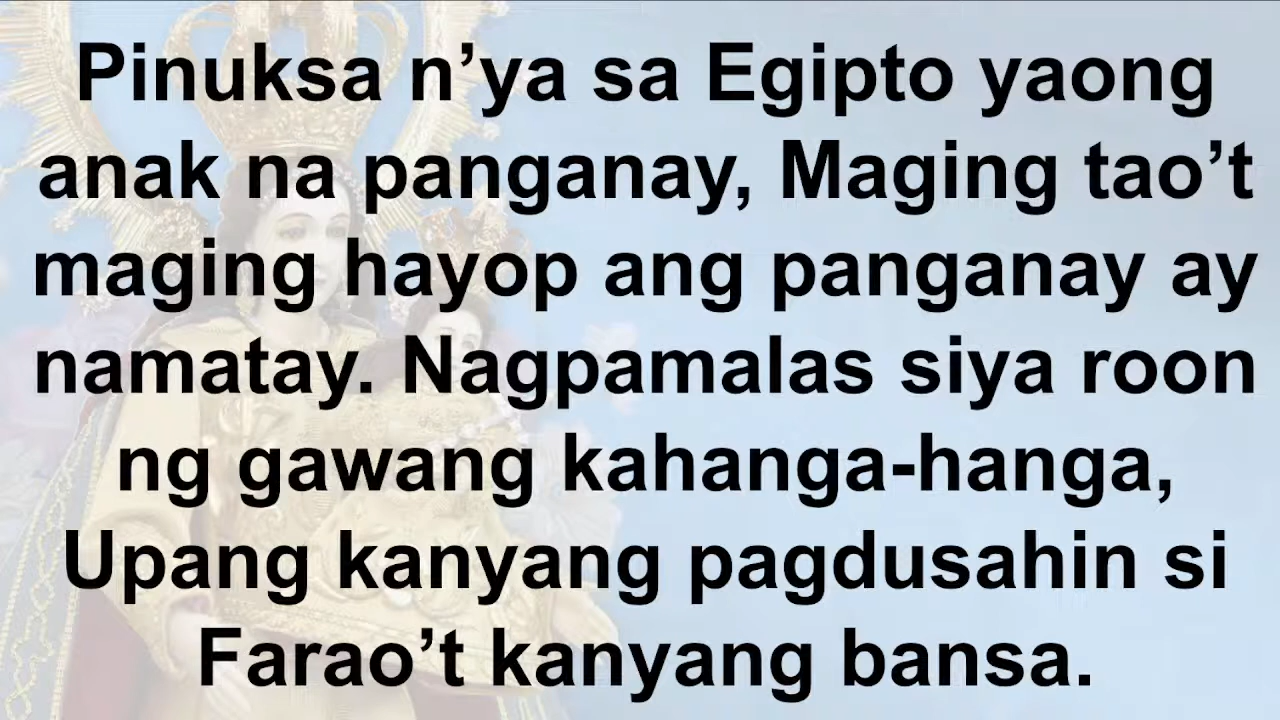 Pinuksa n’ya sa Egipto yaong
anak na panganay, Maging tao’t
maging hayop ang panganay ay
namatay. Nagpamalas siya roon
ng gawang kahanga-hanga,
Upang kanyang pagdusahin si
Farao’t kanyang bansa.